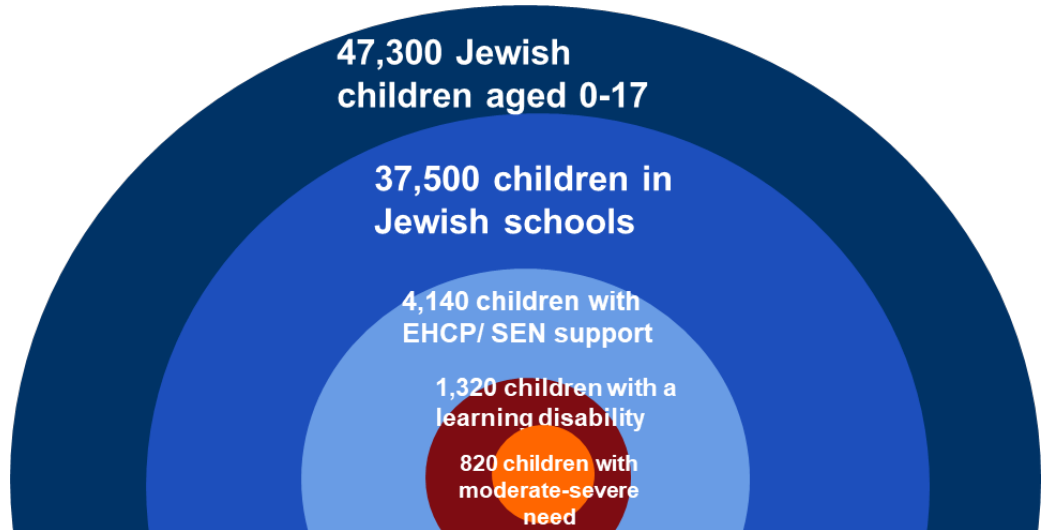 47,300 Jewish
children aged 0-17
37,500 children in
Jewish schools
4,140 children with
EHCP/ SEN support
1,320 children with a
learning disability
820 children with
moderate-severe
need